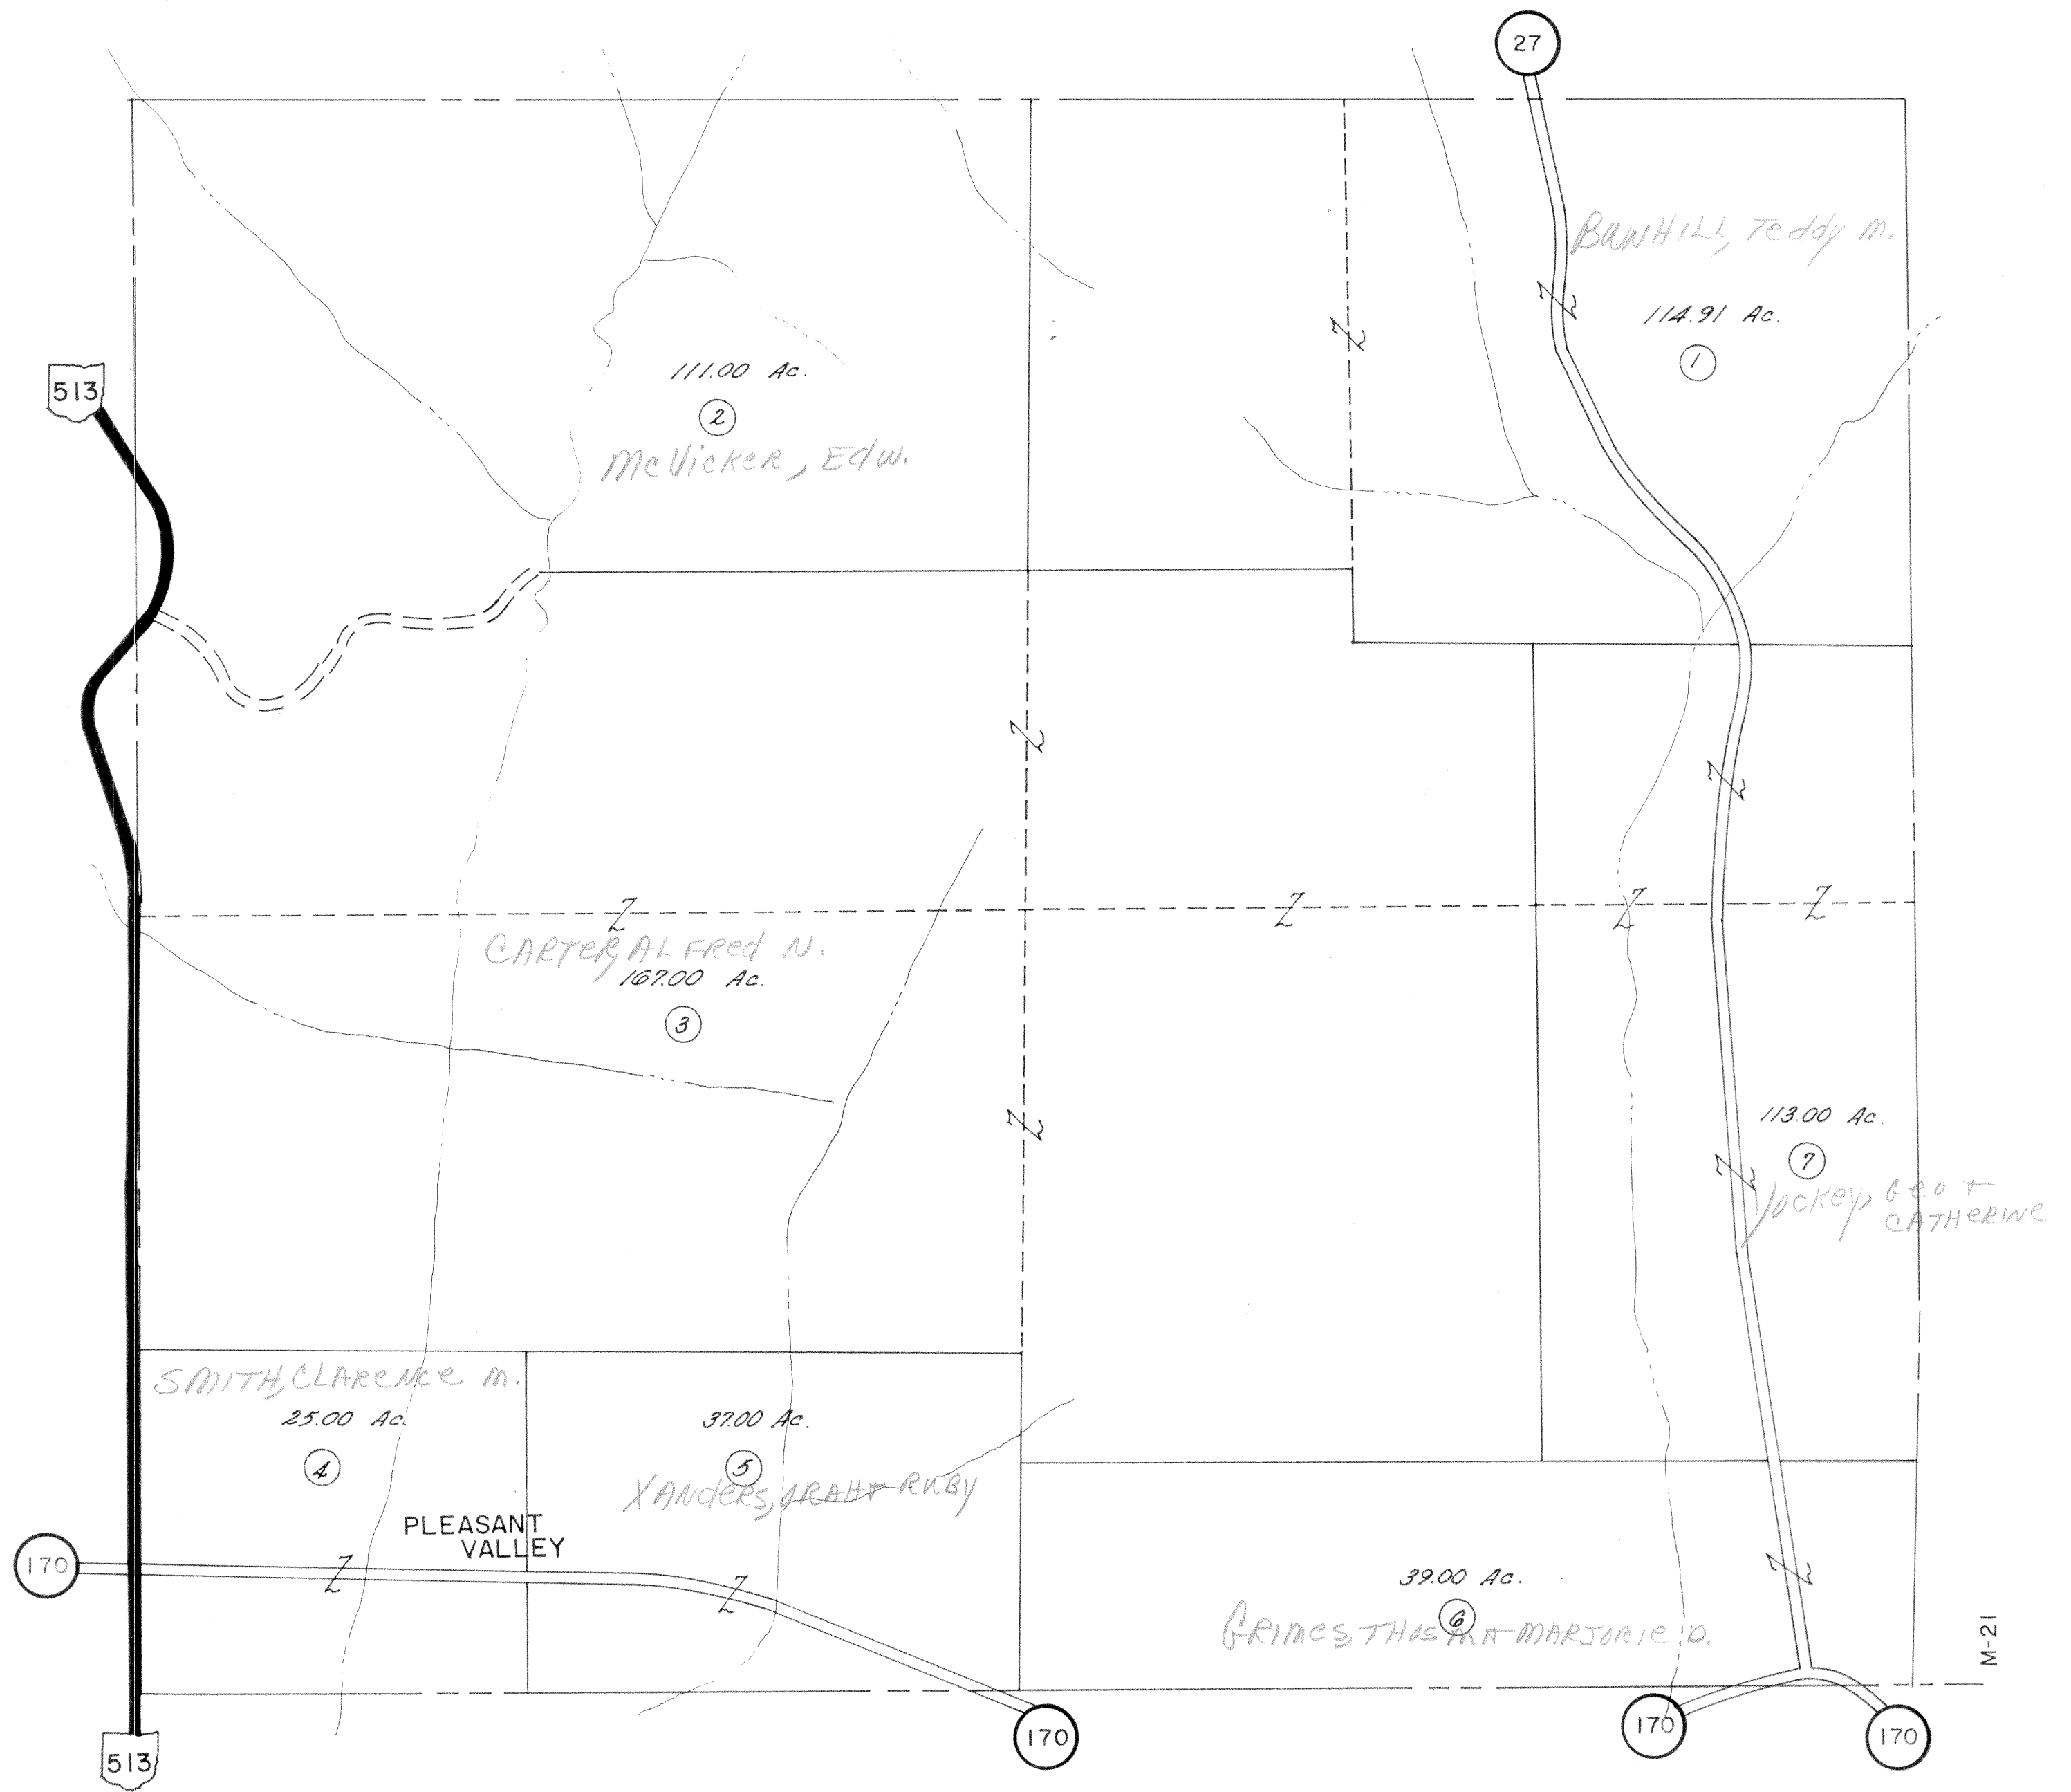 27
BUNHILL, Teddy M.
114.91 Ac.
1
513
111.00 Ac.
2
McVicker, Edw.
Z
Z
Z
Z
Z
Z
Z
Z
CARTER, ALFRed N.
167.00 Ac.
3
Z
113.00 Ac.
7
Z
Yockey, Geo +
CATHERINE
SMITH, CLARENCE M.
25.00 Ac.
4
37.00 Ac.
5
XANders, ORAH + RUBY
PLEASANT
VALLEY
170
Z
Z
39.00 Ac.
6
Z
GRIMES, THOS M + MARJORIE D.
M-21
513
170
170
170